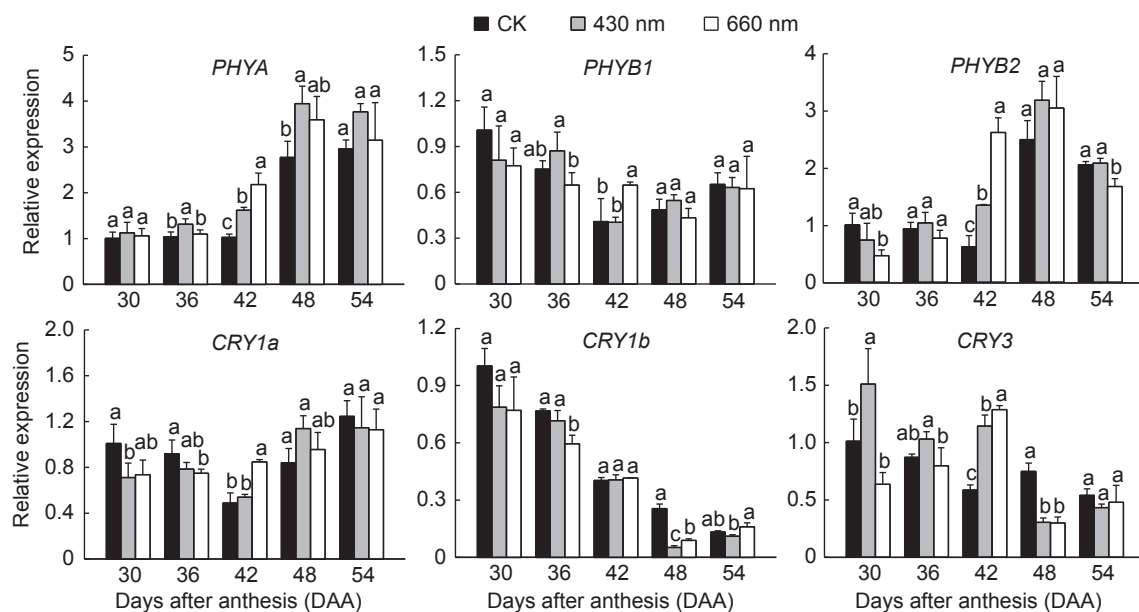 CK 430 nm 660 nm
PHYA
Relative expression
5
4
3
2
1
0
a a a
b a b
c b a
b a ab
a a a
30 36 42 48 54
PHYB1
1.5
1.2
0.9
0.6
0.3
0
a a a
ab a b
b b a
a a a
a a a
30 36 42 48 54
PHYB2
4
3
2
1
0
a ab b
a a a
c b a
a a a
a a b
30 36 42 48 54
CRY1a
Relative expression
2.0
1.6
1.2
0.8
0.4
0
a b ab
a ab b
b b a
a a ab
a a a
30 36 42 48 54
Days after anthesis (DAA)
CRY1b
1.2
0.9
0.6
0.3
0
a a a
a a b
a a a
a c b
ab b a
30 36 42 48 54
Days after anthesis (DAA)
CRY3
2.0
1.5
1.0
0.5
0
b a b
ab a b
c b a
a b b
a a a
30 36 42 48 54
Days after anthesis (DAA)